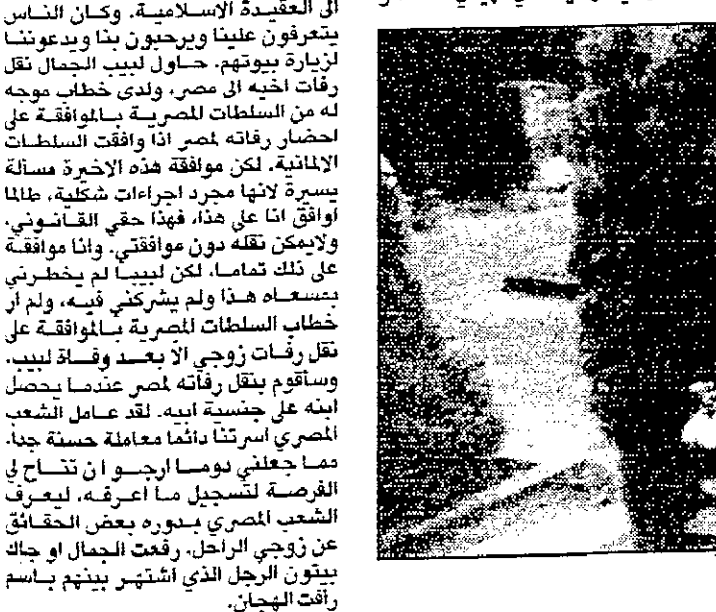 الى العقيدة الاسلامية. وكان الناس
يتعرفون علينا ويرحبون بنا ويدعوننا
لزيارة بيوتهم. حاول لبيب الجمال نقل
رفات اخيه الى مصر، ولدى خطاب موجه
له من السلطات المصرية بالموافقة على
احضار رفاته لمصر اذا وافقت السلطات
الالمانية. لكن موافقة هذه الاخيرة مسألة
يسيرة لانها مجرد اجراءات شكلية، طالما
اوافق انا على هذا، فهذا حقي القانوني.
ولايمكن نقله دون موافقتي. وانا موافقة
على ذلك تماما. لكن لبيبا لم يخطرني
بمسعاه هذا ولم يشركني فيه، ولم أر
خطاب السلطات المصرية بالموافقة على
نقل رفات زوجي الا بعد وفاة لبيب.
وسأقوم بنقل رفاته لمصر عندما يحصل
ابنه على جنسية ابيه. لقد عامل الشعب
المصري اسرتنا دائما معاملة حسنة جدا.
مما جعلني دوما ارجو ان تتاح لي
الفرصة لتسجيل ما اعرفه، ليعرف
الشعب المصري بدوره بعض الحقائق
عن زوجي الراحل. رفعت الجمال او جاك
بيتون الرجل الذي اشتهر بينهم باسم
رأفت الهجان.